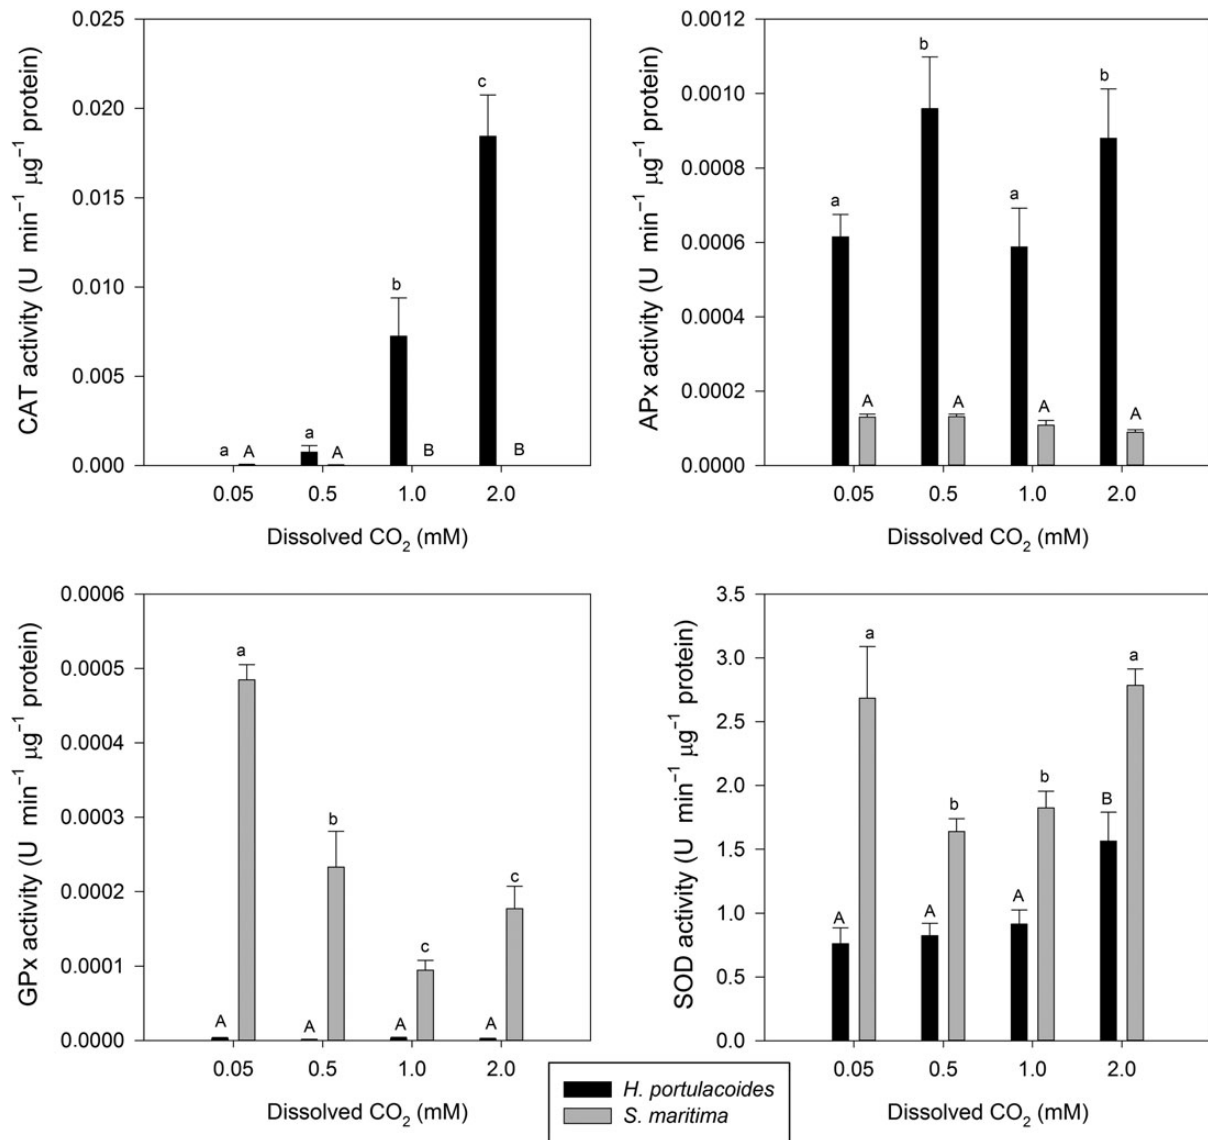 CAT activity (U min⁻¹ μg⁻¹ protein)
0.025
0.020
0.015
0.010
0.005
0.000
a A
a A
b B
c B
0.05 0.5 1.0 2.0
Dissolved CO₂ (mM)
APx activity (U min⁻¹ μg⁻¹ protein)
0.0012
0.0010
0.0008
0.0006
0.0004
0.0002
0.0000
a A
b A
a A
b A
0.05 0.5 1.0 2.0
Dissolved CO₂ (mM)
GPx activity (U min⁻¹ μg⁻¹ protein)
0.0006
0.0005
0.0004
0.0003
0.0002
0.0001
0.0000
A a
A b
A c
A c
0.05 0.5 1.0 2.0
Dissolved CO₂ (mM)
SOD activity (U min⁻¹ μg⁻¹ protein)
3.5
3.0
2.5
2.0
1.5
1.0
0.5
0.0
A a
A b
A b
B a
0.05 0.5 1.0 2.0
Dissolved CO₂ (mM)
H. portulacoides
S. maritima